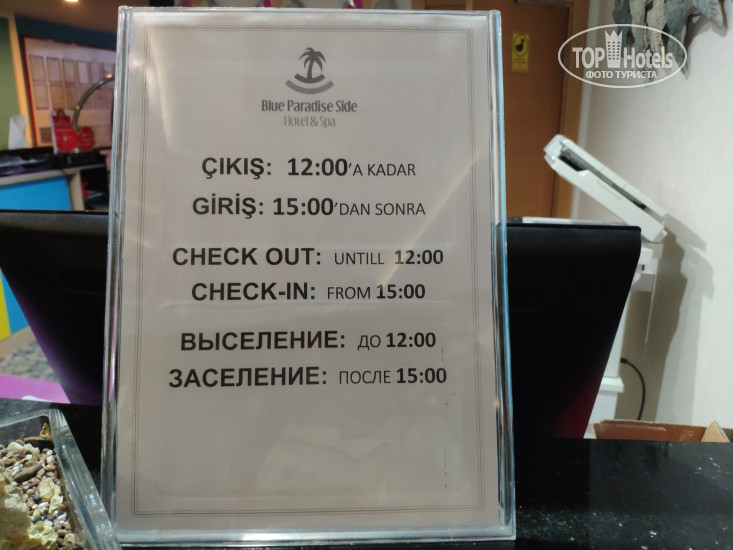 TOP Hotels
ФОТО ТУРИСТА
Blue Paradise Side
Hotel & Spa
ÇIKIŞ: 12:00'A KADAR
GİRİŞ: 15:00'DAN SONRA
CHECK OUT: UNTILL 12:00
CHECK-IN: FROM 15:00
ВЫСЕЛЕНИЕ: ДО 12:00
ЗАСЕЛЕНИЕ: ПОСЛЕ 15:00